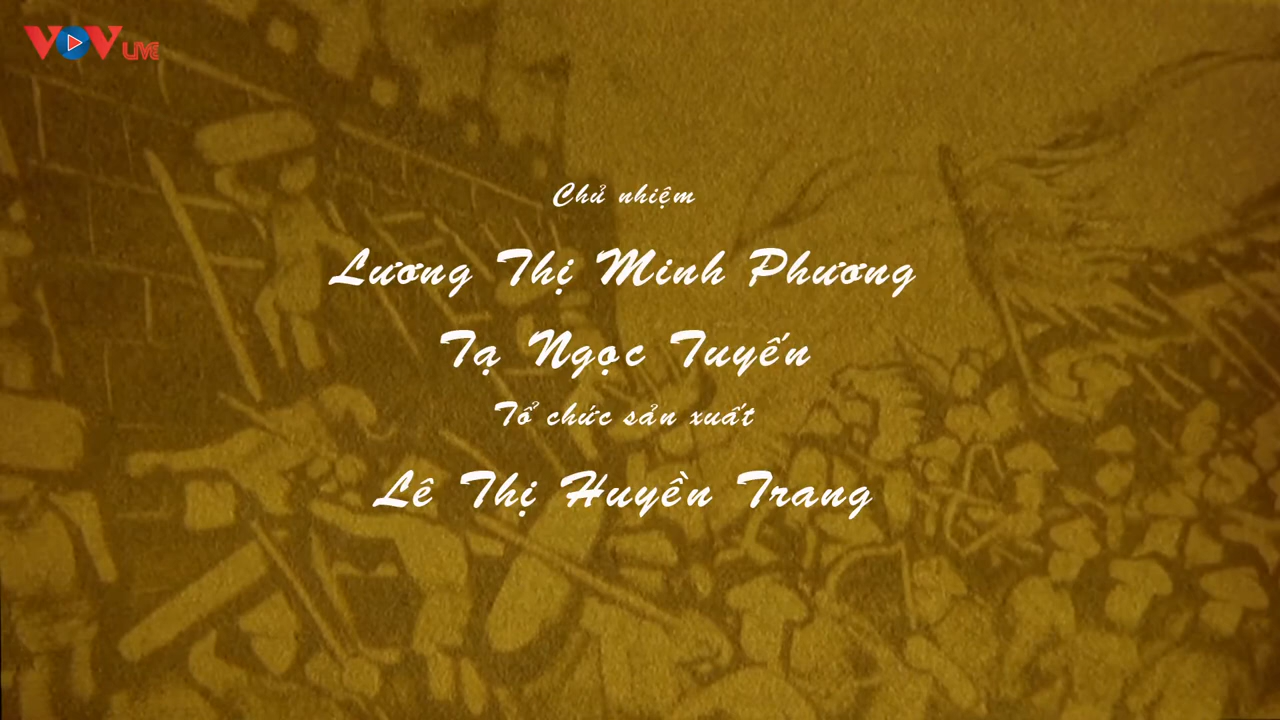 VOV LIVE
Chủ nhiệm
Lương Thị Minh Phương
Tạ Ngọc Tuyến
Tổ chức sản xuất
Lê Thị Huyền Trang